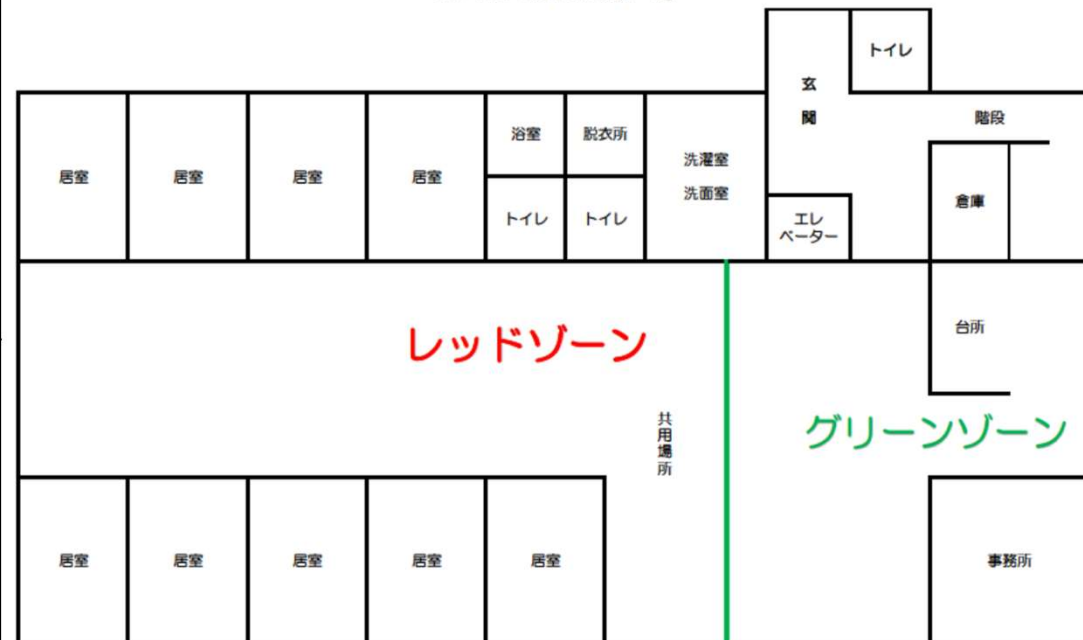 トイレ
玄
関
階段
浴室
脱衣所
居室
居室
居室
居室
洗濯室
洗面室
トイレ
トイレ
エレ
ベーター
倉庫
台所
レッドゾーン
共用場所
グリーンゾーン
居室
居室
居室
居室
居室
事務所